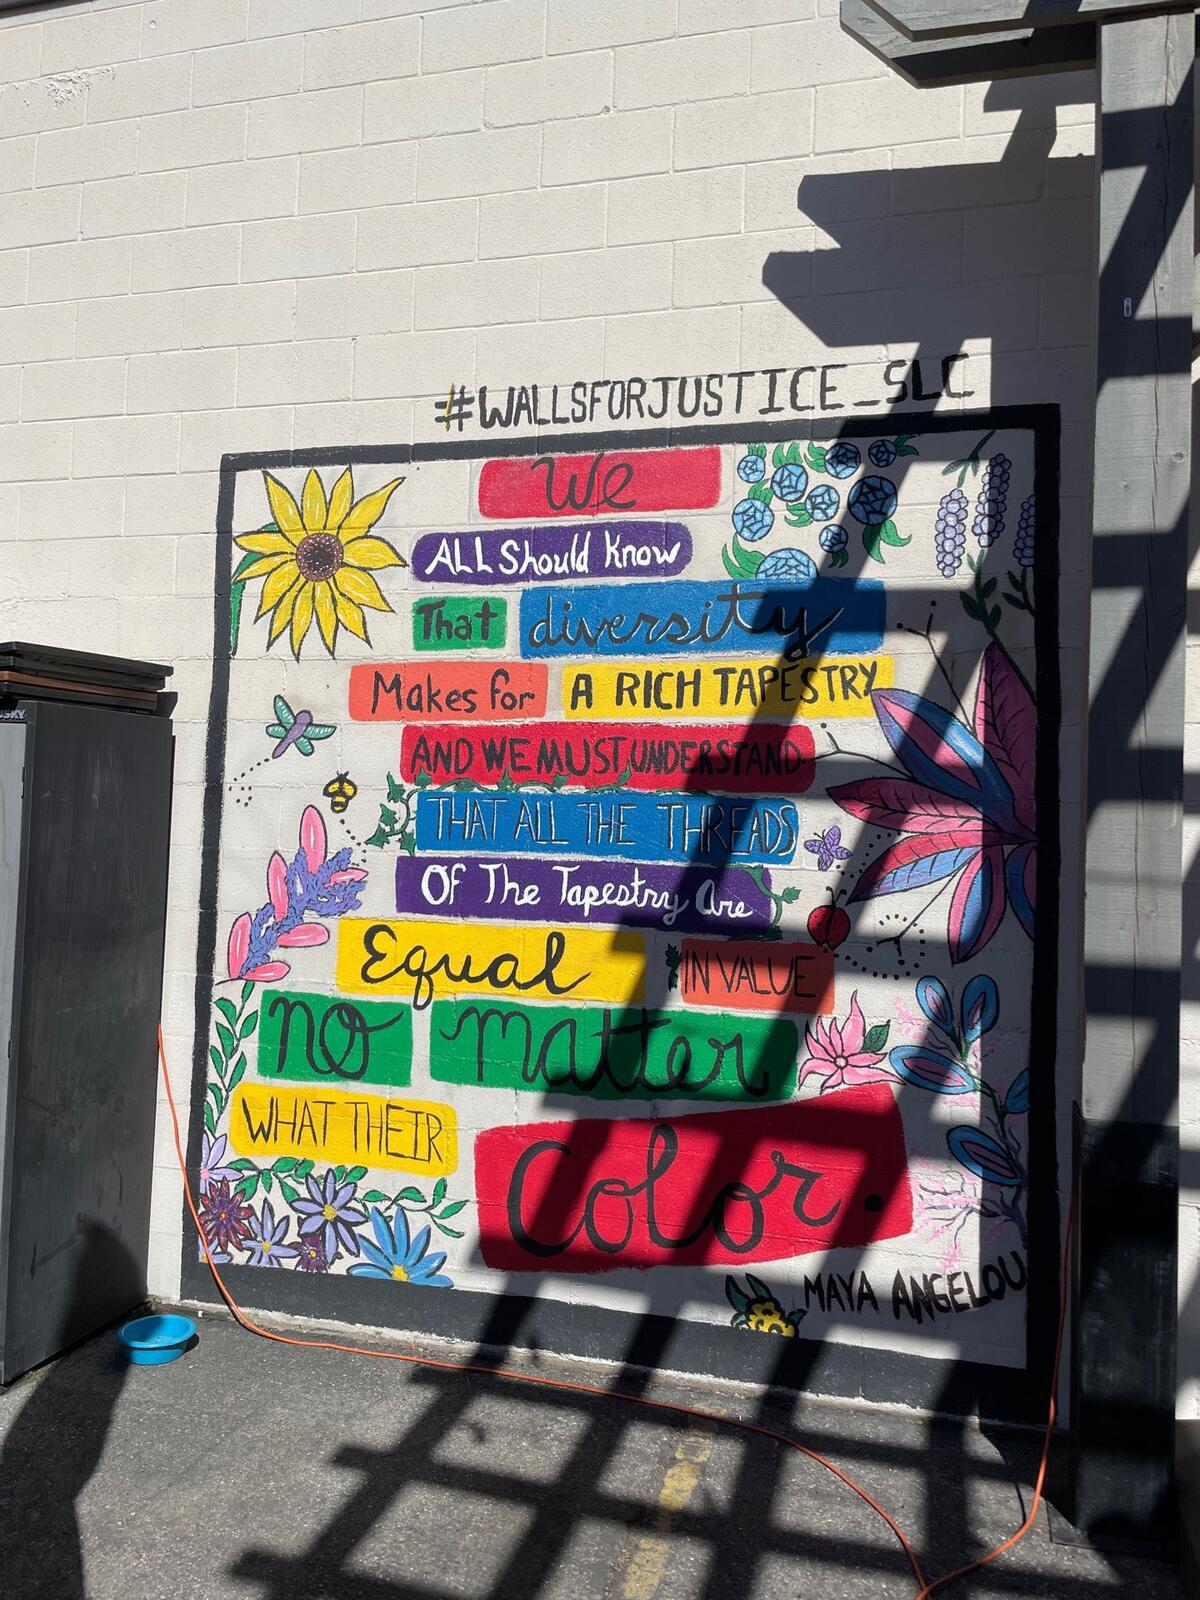 #WALLSFORJUSTICE_SLC
We
ALL Should know
That diversity
Makes for A RICH TAPESTRY
AND WE MUST UNDERSTAND
THAT ALL THE THREADS
Of The Tapestry Are
Equal IN VALUE
no matter
WHAT THEIR Color.
MAYA ANGELOU